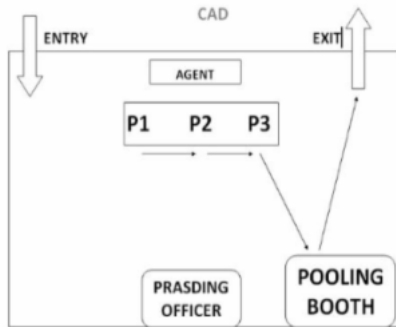 CAD
ENTRY
EXIT
AGENT
P1 P2 P3
PRASDING
OFFICER
POOLING
BOOTH